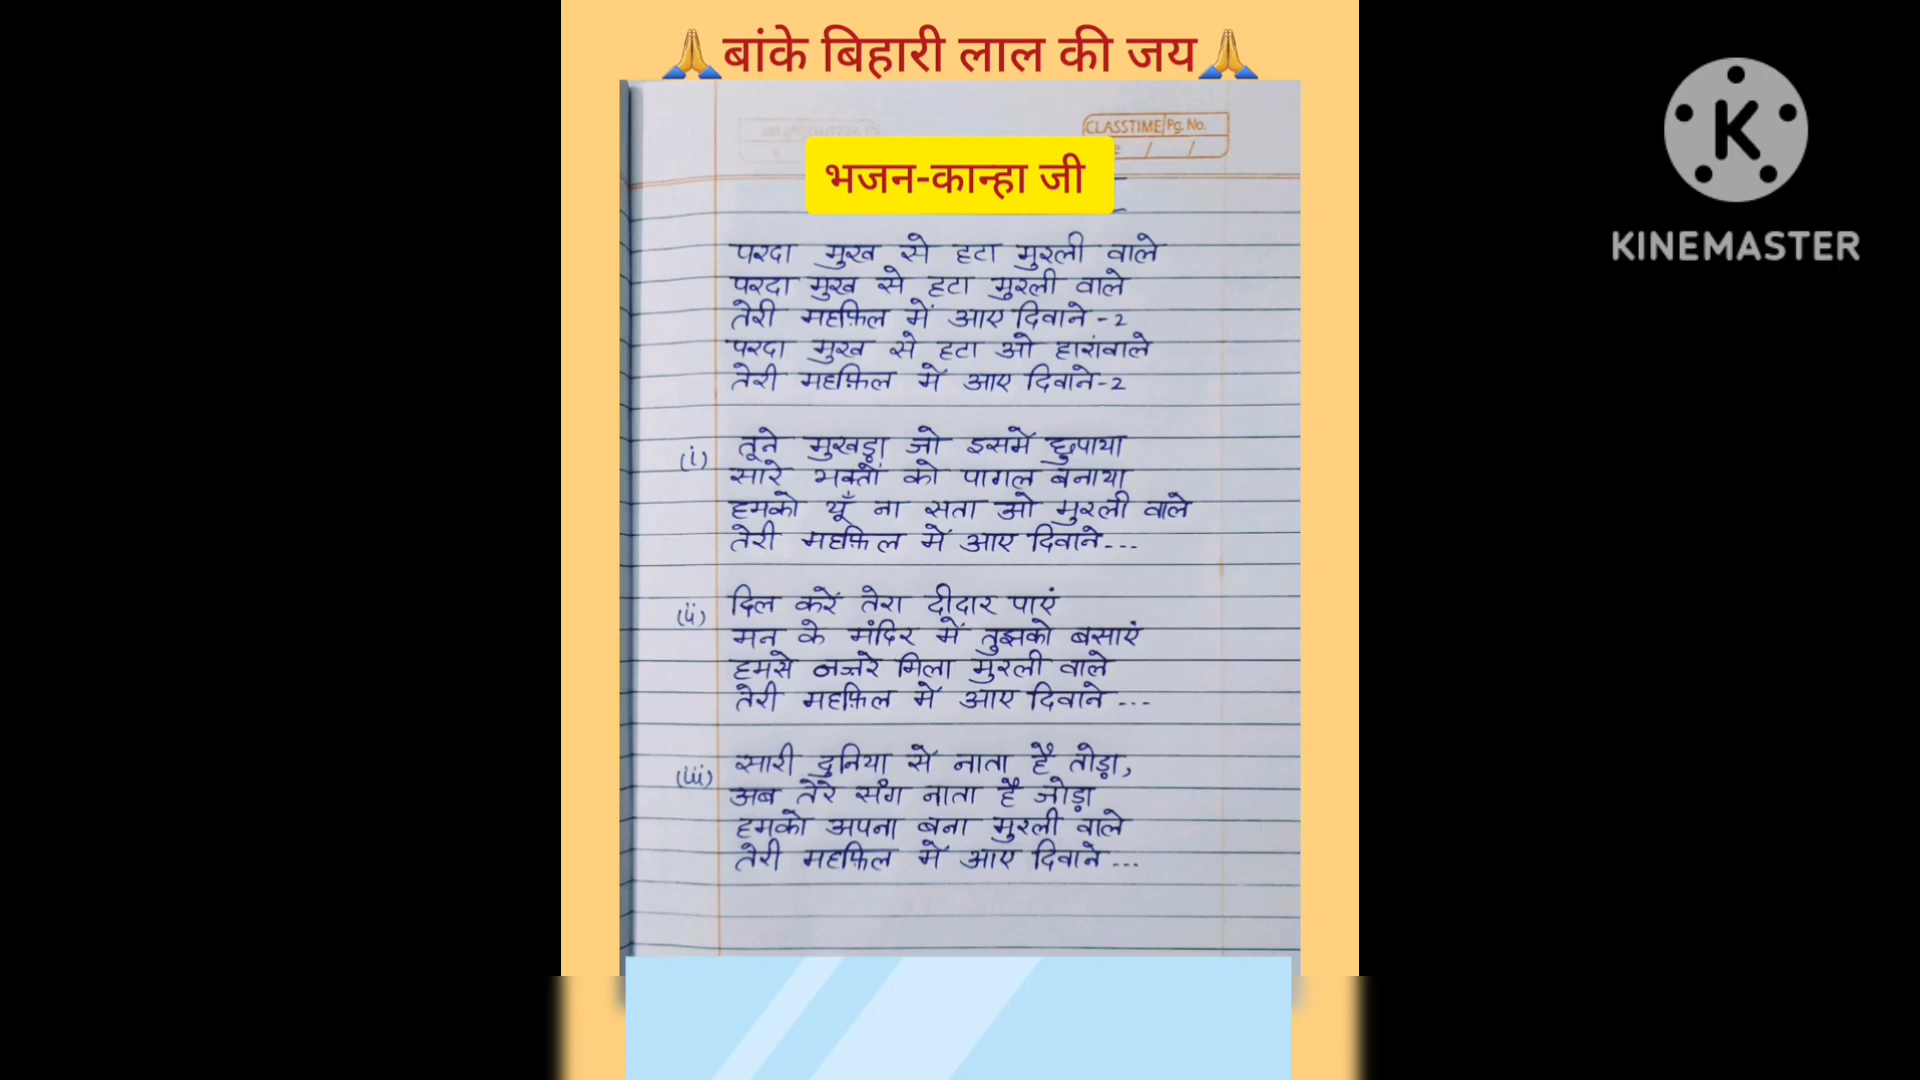 🙏बांके बिहारी लाल की जय🙏
CLASSTIME Pg. No.
/ /
भजन-कान्हा जी
परदा मुख से हटा मुरली वाले
परदा मुख से हटा मुरली वाले
तेरी महफ़िल में आए दिवाने -2
परदा मुख से हटा ओ हारांवाले
तेरी महफ़िल में आए दिवाने-2
(i) तूने मुखड़ा जो इसमें छुपाया
सारे भक्तों को पागल बनाया
हमको यूँ ना सता ओ मुरली वाले
तेरी महफ़िल में आए दिवाने---
(ii) दिल करें तेरा दीदार पाएं
मन के मंदिर में तुझको बसाएं
हमसे नज़रे मिला मुरली वाले
तेरी महफ़िल में आए दिवाने ---
(iii) सारी दुनिया सें नाता है तोड़ा,
अब तेरे संग नाता है जोड़ा
हमको अपना बना मुरली वाले
तेरी महफ़िल में आए दिवाने ---
K
KINEMASTER